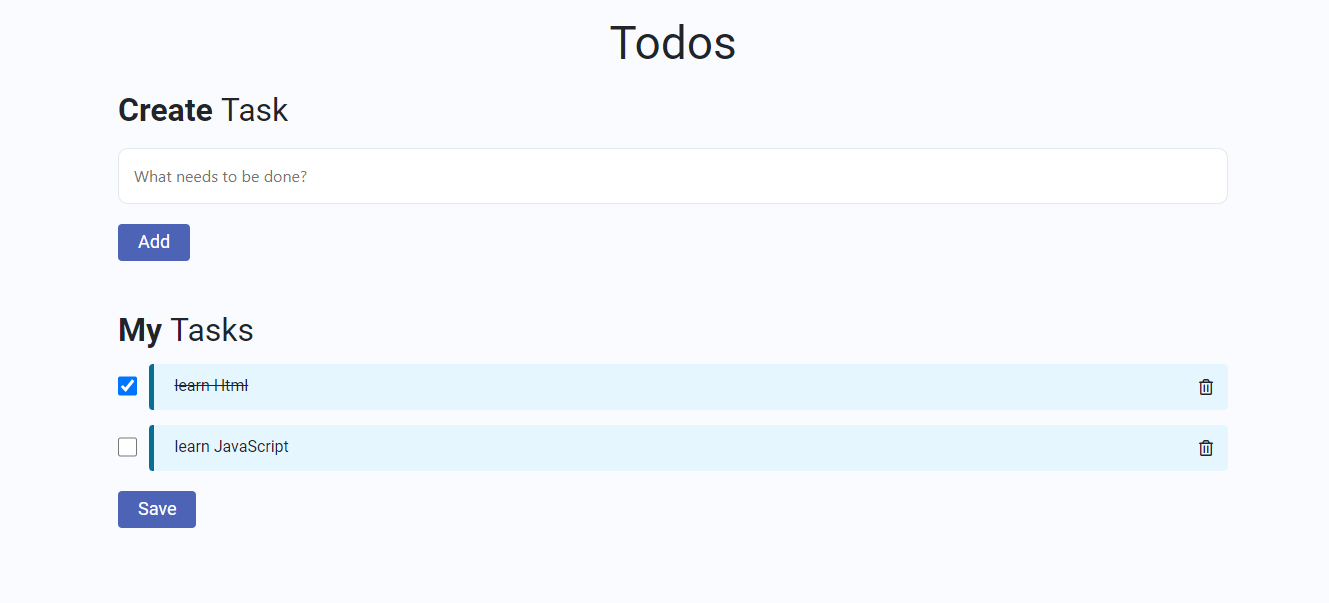 Todos
Create Task
What needs to be done?
Add
My Tasks
learn Html
learn JavaScript
Save